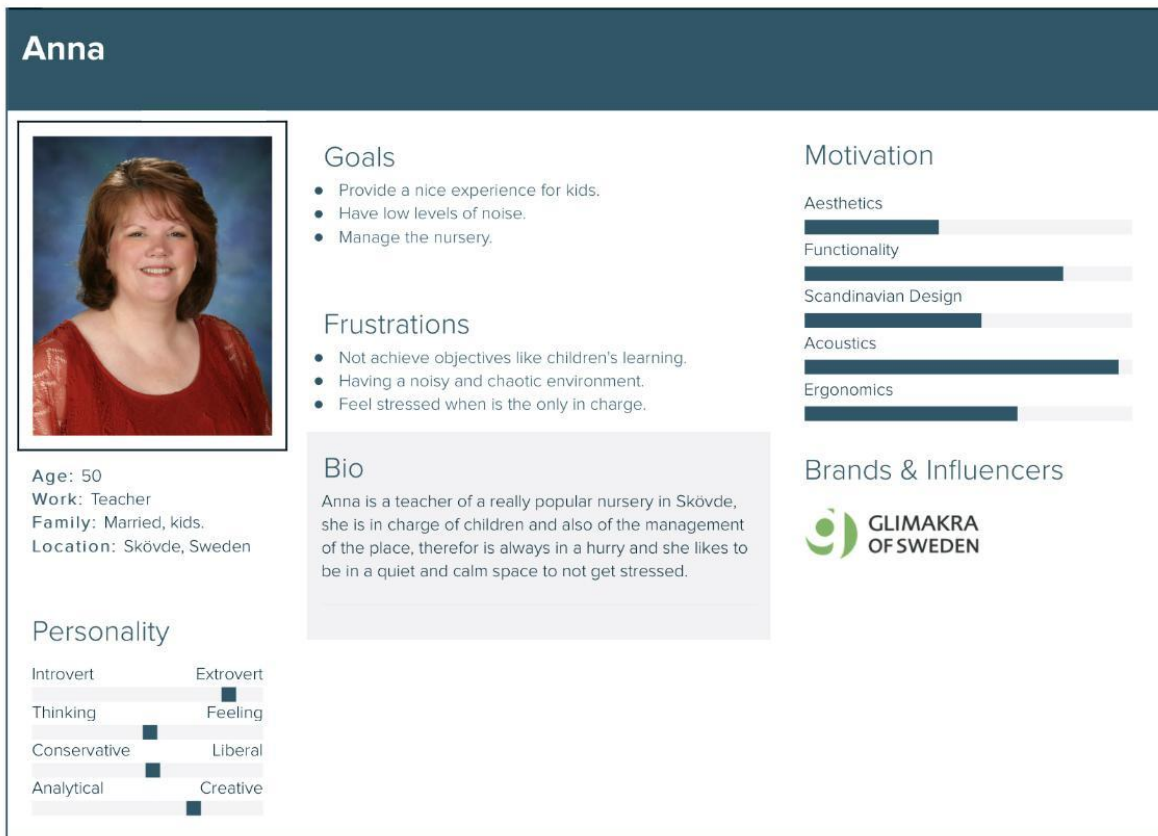 Anna
Age: 50
Work: Teacher
Family: Married, kids.
Location: Skövde, Sweden
Personality
Introvert Extrovert
Thinking Feeling
Conservative Liberal
Analytical Creative
Goals
● Provide a nice experience for kids.
● Have low levels of noise.
● Manage the nursery.
Frustrations
● Not achieve objectives like children's learning.
● Having a noisy and chaotic environment.
● Feel stressed when is the only in charge.
Bio
Anna is a teacher of a really popular nursery in Skövde,
she is in charge of children and also of the management
of the place, therefor is always in a hurry and she likes to
be in a quiet and calm space to not get stressed.
Motivation
Aesthetics
Functionality
Scandinavian Design
Acoustics
Ergonomics
Brands & Influencers
GLIMAKRA
OF SWEDEN